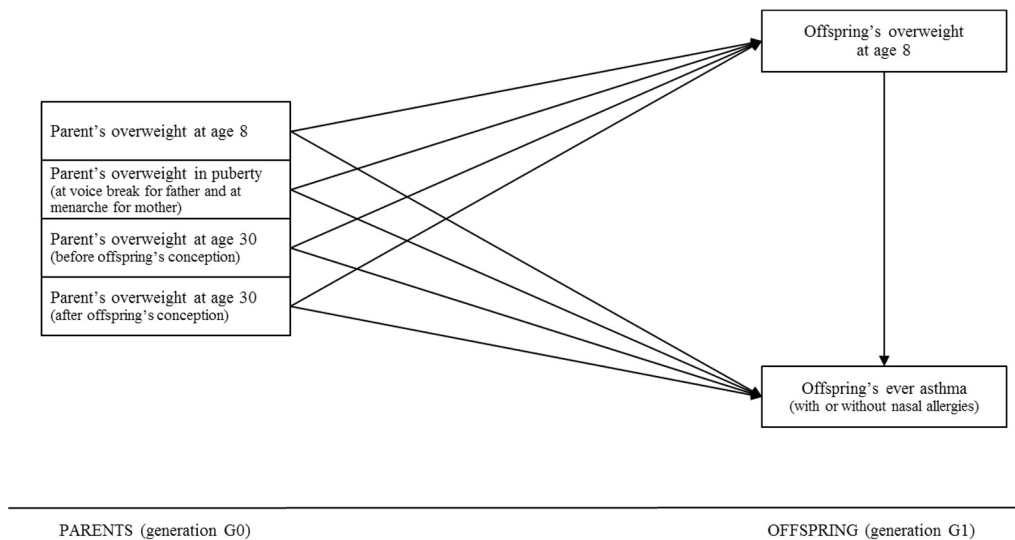 Offspring's overweight
at age 8
Parent's overweight at age 8
Parent's overweight in puberty
(at voice break for father and at
menarche for mother)
Parent's overweight at age 30
(before offspring's conception)
Parent's overweight at age 30
(after offspring's conception)
Offspring's ever asthma
(with or without nasal allergies)
PARENTS (generation G0)
OFFSPRING (generation G1)